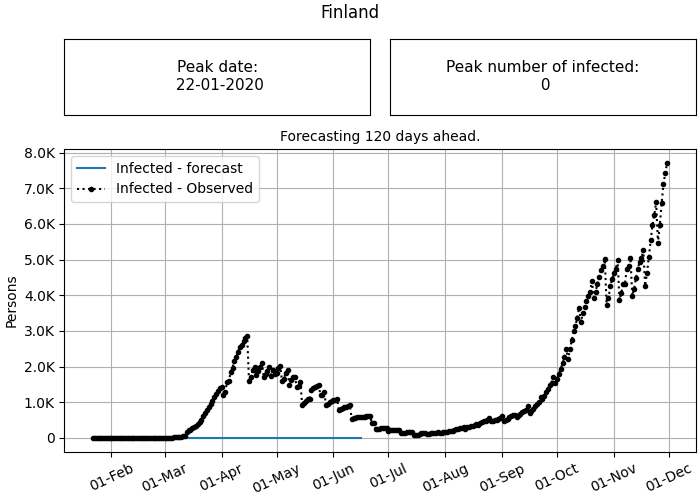 Finland
Peak date:
22-01-2020
Peak number of infected:
0
Forecasting 120 days ahead.
Infected - forecast
Infected - Observed
8.0K
7.0K
6.0K
5.0K
4.0K
3.0K
2.0K
1.0K
0
Persons
01-Feb
01-Mar
01-Apr
01-May
01-Jun
01-Jul
01-Aug
01-Sep
01-Oct
01-Nov
01-Dec